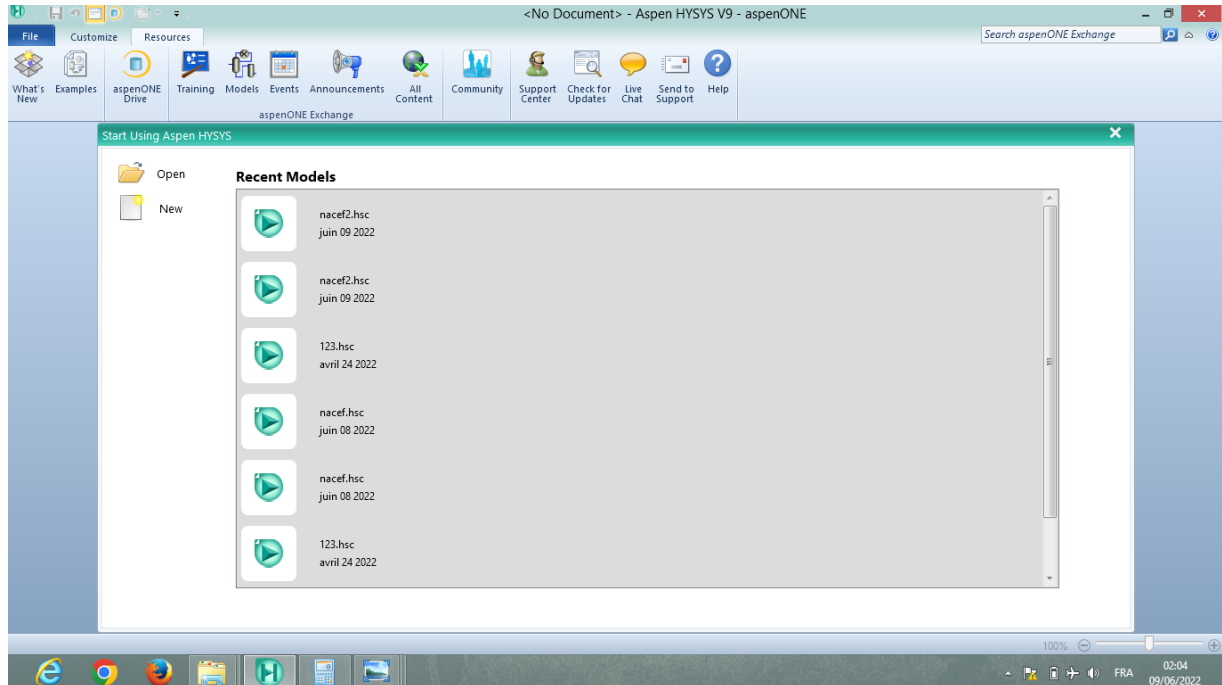 <No Document> - Aspen HYSYS V9 - aspenONE
File Customize Resources Search aspenONE Exchange
What's New
Examples
aspenONE Drive
Training
Models
Events
Announcements
All Content
Community
Support Center
Check for Updates
Live Chat
Send to Support
Help
aspenONE Exchange
Start Using Aspen HYSYS
Open
New
Recent Models
nacef2.hsc
juin 09 2022
nacef2.hsc
juin 09 2022
123.hsc
avril 24 2022
nacef.hsc
juin 08 2022
nacef.hsc
juin 08 2022
123.hsc
avril 24 2022
100%
FRA
02:04
09/06/2022